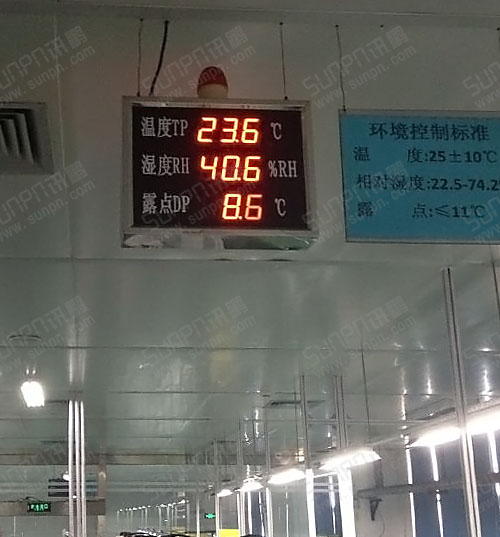 温度TP 23.6 ℃
湿度RH 40.6 %RH
露点DP 8.6 ℃
环境控制标准
温 度:25±10℃
相对湿度:22.5-74.2
露 点:≤11℃
SUNPN讯鹏
www.sunpn.com